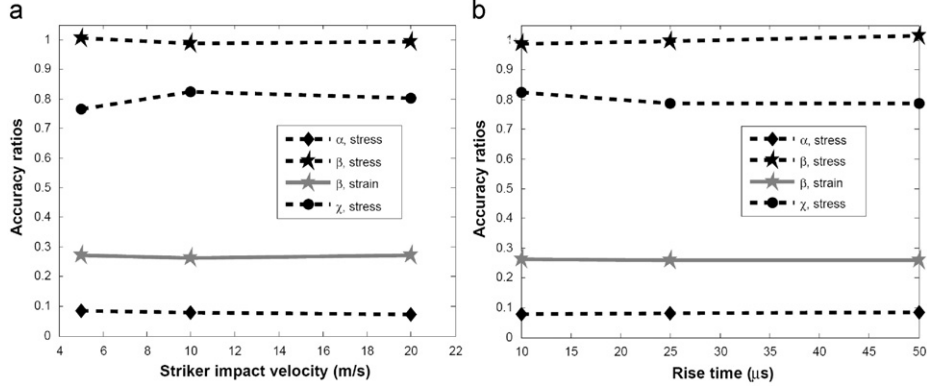 a
Accuracy ratios
1
0.9
0.8
0.7
0.6
0.5
0.4
0.3
0.2
0.1
0
α, stress
β, stress
β, strain
χ, stress
4 6 8 10 12 14 16 18 20 22
Striker impact velocity (m/s)
b
Accuracy ratios
1
0.9
0.8
0.7
0.6
0.5
0.4
0.3
0.2
0.1
0
α, stress
β, stress
β, strain
χ, stress
10 15 20 25 30 35 40 45 50
Rise time (μs)